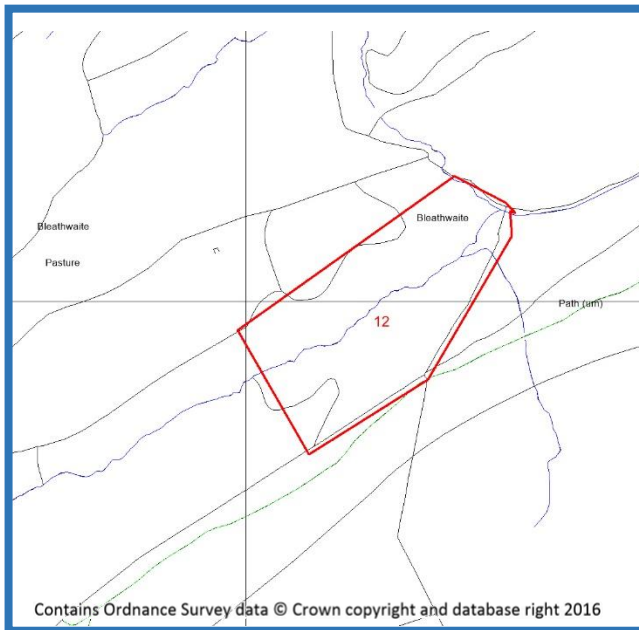 Bleathwaite
Bleathwaite
Pasture
Path (um)
12
Contains Ordnance Survey data © Crown copyright and database right 2016